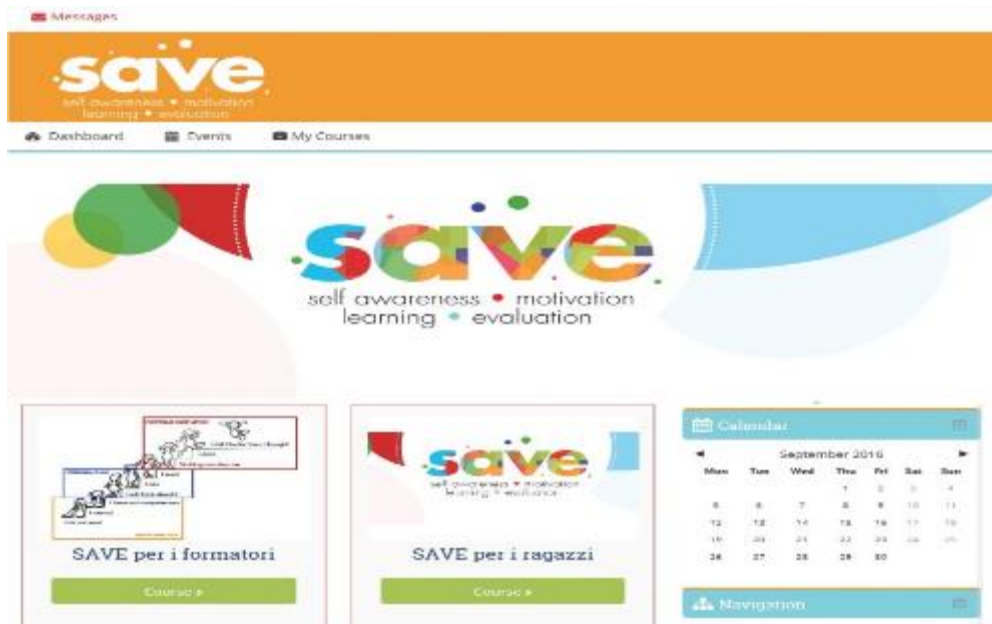 Messages
save
self awareness • motivation
learning • evaluation
Dashboard Events My Courses
save
self awareness • motivation
learning • evaluation
SAVE per i formatori
Course »
save
self awareness • motivation
learning • evaluation
SAVE per i ragazzi
Course »
Calendar
◄ September 2016 ►
Mon Tue Wed Thu Fri Sat Sun
1 2 3 4
5 6 7 8 9 10 11
12 13 14 15 16 17 18
19 20 21 22 23 24 25
26 27 28 29 30
Navigation